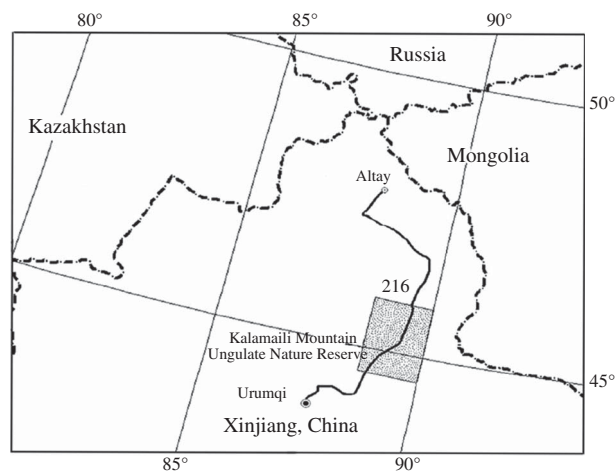 80°
85°
90°
Russia
50°
Kazakhstan
Mongolia
Altay
216
Kalamaili Mountain
Ungulate Nature Reserve
45°
Urumqi
Xinjiang, China
85°
90°